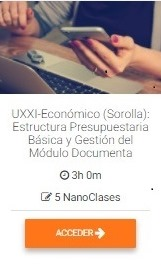 UXXI-Económico (Sorolla):
Estructura Presupuestaria
Básica y Gestión del
Módulo Documenta
3h 0m
5 NanoClases
ACCEDER